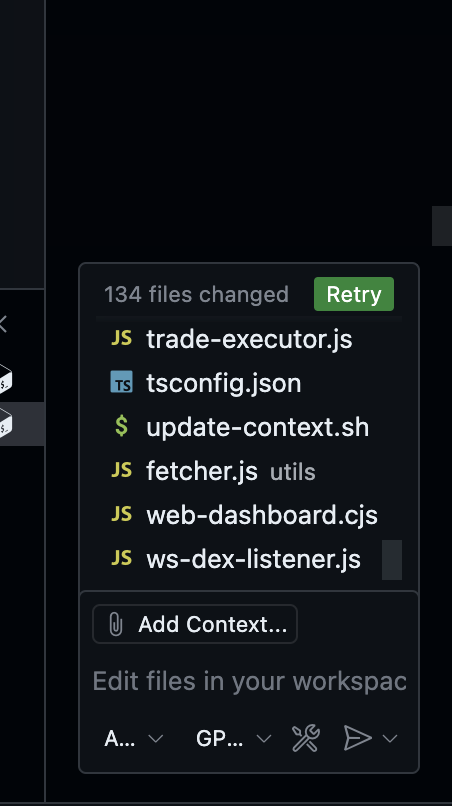 134 files changed Retry
JS trade-executor.js
TS tsconfig.json
$ update-context.sh
JS fetcher.js utils
JS web-dashboard.cjs
JS ws-dex-listener.js
Add Context...
Edit files in your workspac
A... GP...